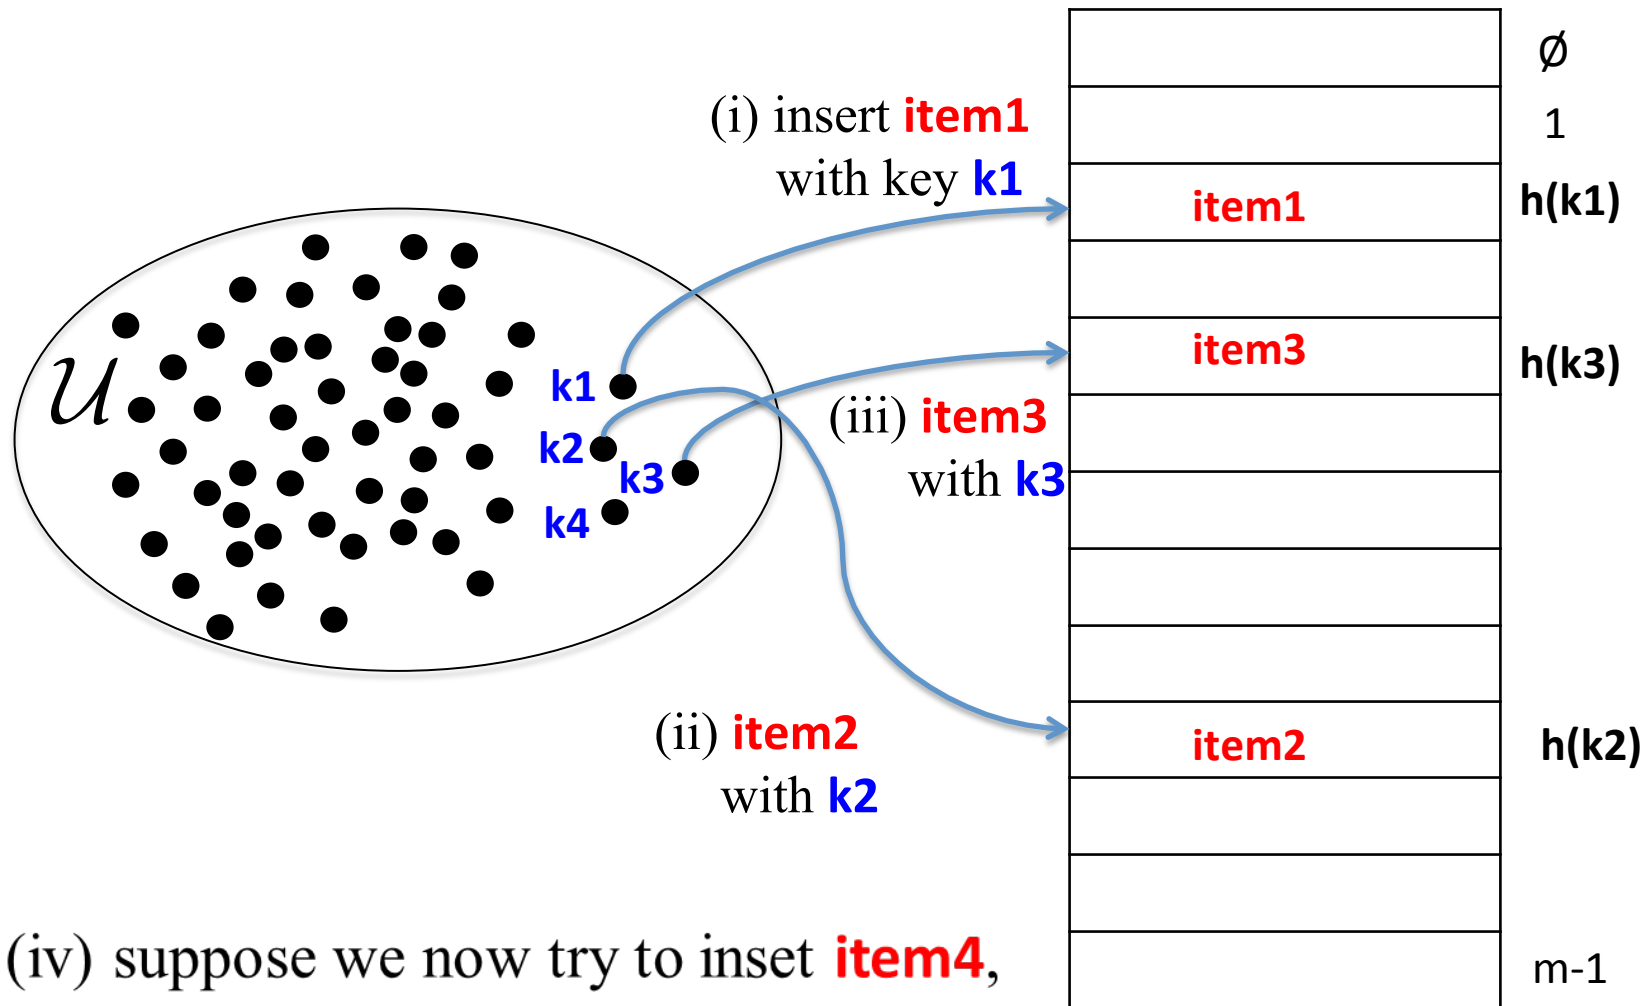 (i) insert item1
with key k1
𝒰
k1
k2
k3
k4
(iii) item3
with k3
(ii) item2
with k2
(iv) suppose we now try to inset item4,
Ø
1
item1 h(k1)
item3 h(k3)
item2 h(k2)
m-1